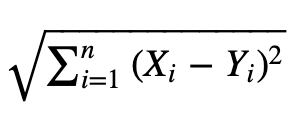 √∑ⁿᵢ₌₁ (Xᵢ − Yᵢ)²